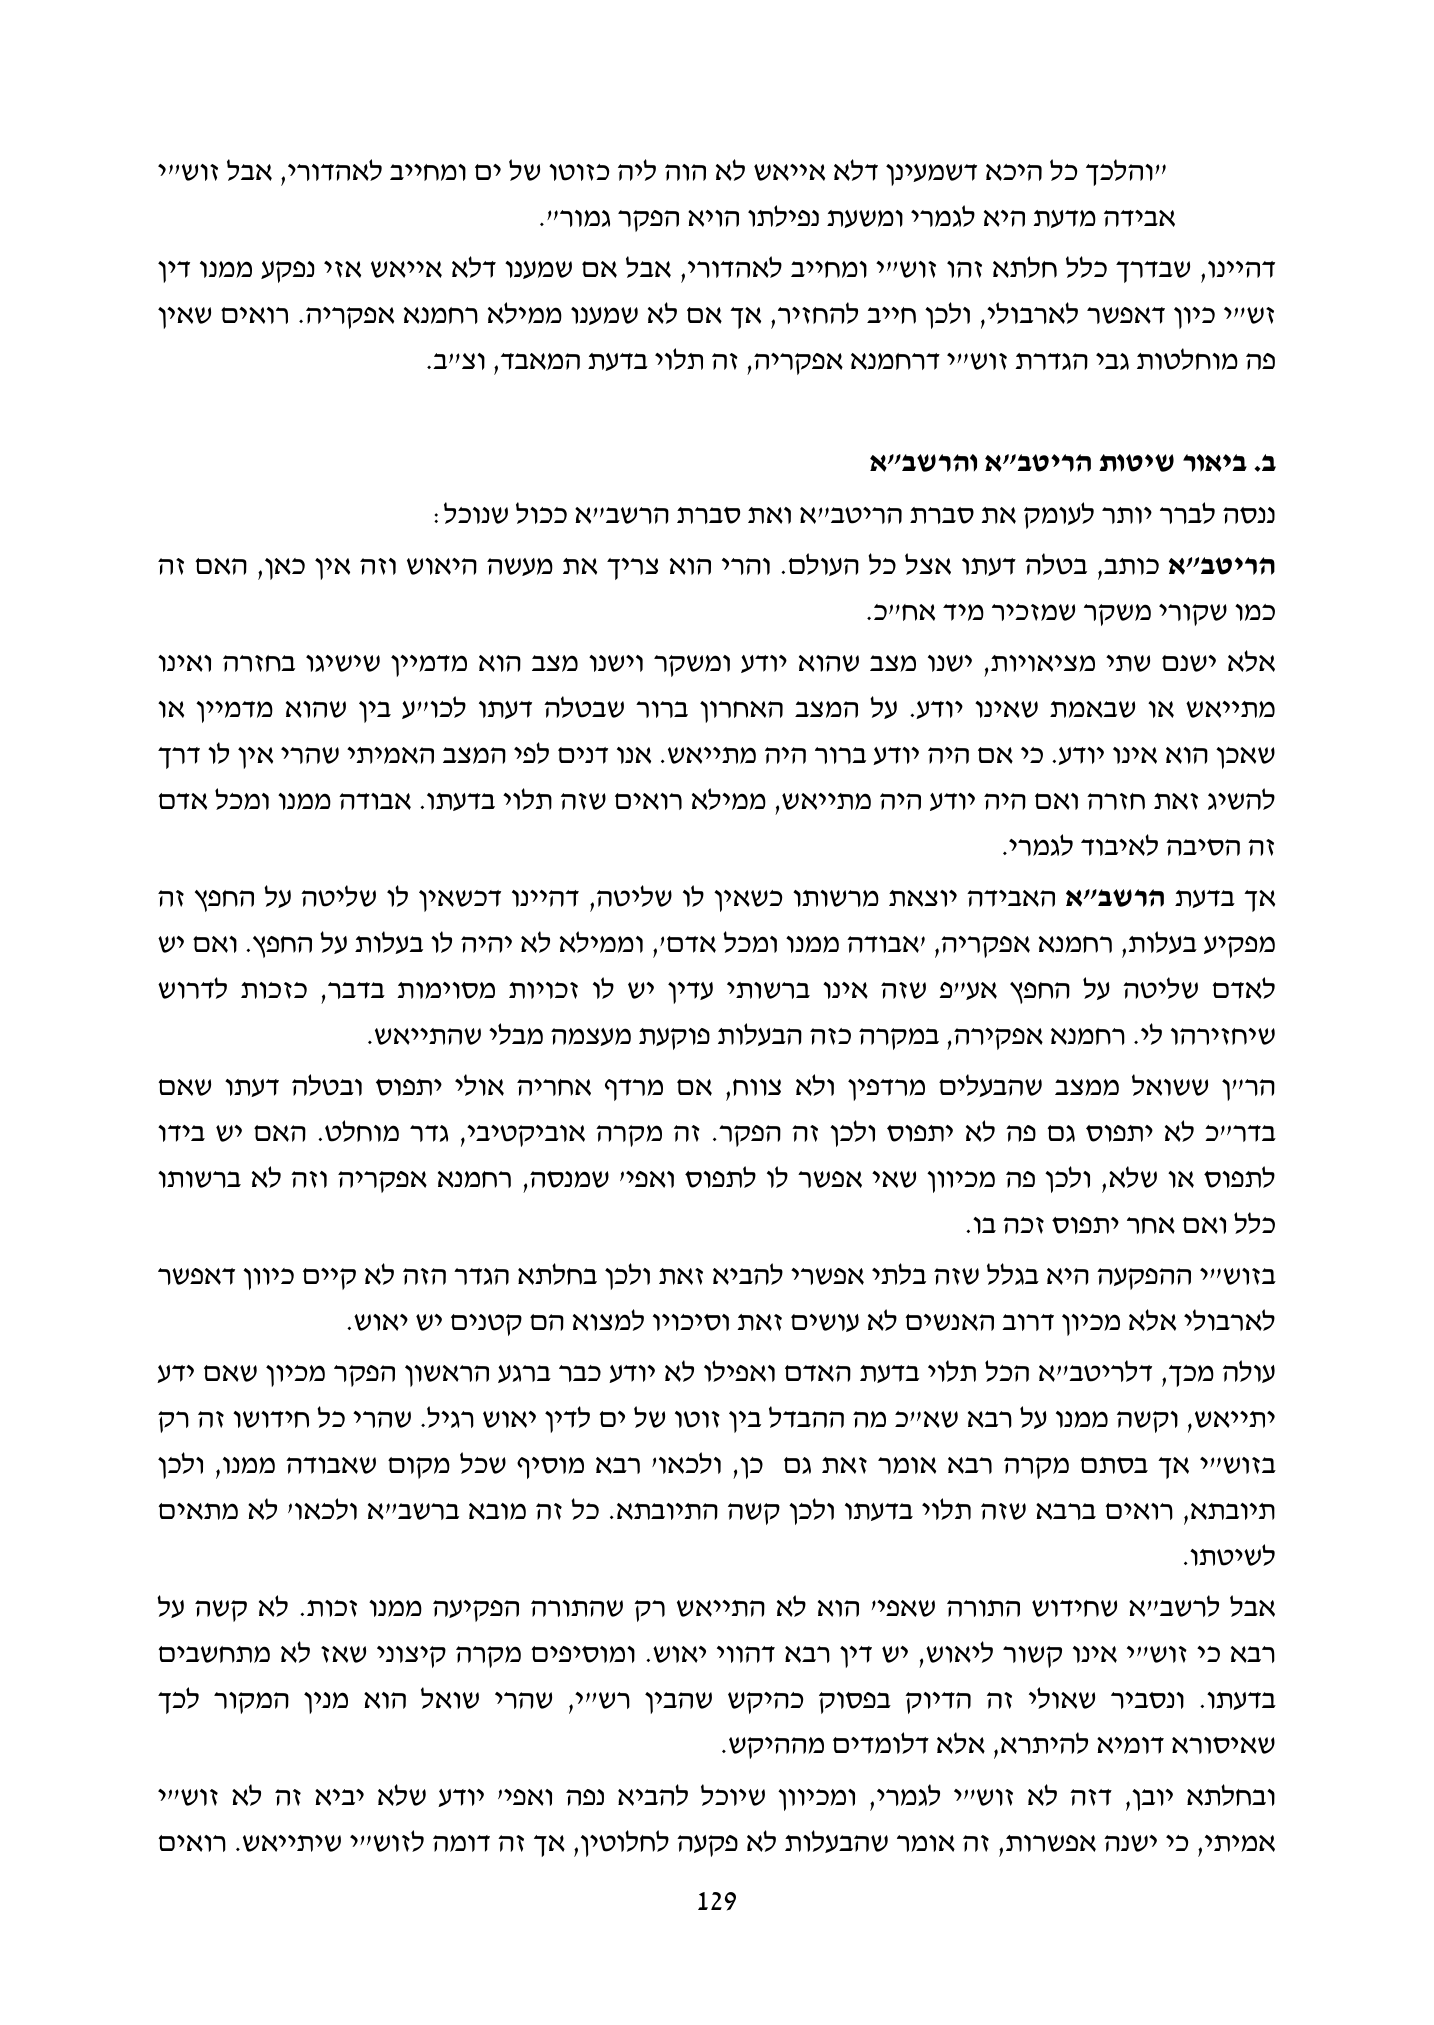 "והלכך כל היכא דשמעינן דלא אייאש לא הוה ליה כזוטו של ים ומחייב לאהדורי, אבל זוש"י
אבידה מדעת היא לגמרי ומשעת נפילתו הויא הפקר גמור".
דהיינו, שבדרך כלל חלתא זהו זוש"י ומחייב לאהדורי, אבל אם שמענו דלא אייאש אזי נפקע ממנו דין
זש"י כיון דאפשר לארבולי, ולכן חייב להחזיר, אך אם לא שמענו ממילא רחמנא אפקריה. רואים שאין
פה מוחלטות גבי הגדרת זוש"י דרחמנא אפקריה, זה תלוי בדעת המאבד, וצ"ב.
ב. ביאור שיטות הריטב"א והרשב"א
ננסה לברר יותר לעומק את סברת הריטב"א ואת סברת הרשב"א ככול שנוכל:
הריטב"א כותב, בטלה דעתו אצל כל העולם. והרי הוא צריך את מעשה היאוש וזה אין כאן, האם זה
כמו שקורי משקר שמזכיר מיד אח"כ.
אלא ישנם שתי מציאויות, ישנו מצב שהוא יודע ומשקר וישנו מצב הוא מדמיין שישיגו בחזרה ואינו
מתייאש או שבאמת שאינו יודע. על המצב האחרון ברור שבטלה דעתו לכו"ע בין שהוא מדמיין או
שאכן הוא אינו יודע. כי אם היה יודע ברור היה מתייאש. אנו דנים לפי המצב האמיתי שהרי אין לו דרך
להשיג זאת חזרה ואם היה יודע היה מתייאש, ממילא רואים שזה תלוי בדעתו. אבודה ממנו ומכל אדם
זה הסיבה לאיבוד לגמרי.
אך בדעת הרשב"א האבידה יוצאת מרשותו כשאין לו שליטה, דהיינו דכשאין לו שליטה על החפץ זה
מפקיע בעלות, רחמנא אפקריה, 'אבודה ממנו ומכל אדם', וממילא לא יהיה לו בעלות על החפץ. ואם יש
לאדם שליטה על החפץ אע"פ שזה אינו ברשותי עדין יש לו זכויות מסוימות בדבר, כזכות לדרוש
שיחזירהו לי. רחמנא אפקירה, במקרה כזה הבעלות פוקעת מעצמה מבלי שהתייאש.
הר"ן ששואל ממצב שהבעלים מרדפין ולא צווח, אם מרדף אחריה אולי יתפוס ובטלה דעתו שאם
בדר"כ לא יתפוס גם פה לא יתפוס ולכן זה הפקר. זה מקרה אוביקטיבי, גדר מוחלט. האם יש בידו
לתפוס או שלא, ולכן פה מכיוון שאי אפשר לו לתפוס ואפי' שמנסה, רחמנא אפקריה וזה לא ברשותו
כלל ואם אחר יתפוס זכה בו.
בזוש"י ההפקעה היא בגלל שזה בלתי אפשרי להביא זאת ולכן בחלתא הגדר הזה לא קיים כיוון דאפשר
לארבולי אלא מכיון דרוב האנשים לא עושים זאת וסיכויו למצוא הם קטנים יש יאוש.
עולה מכך, דלריטב"א הכל תלוי בדעת האדם ואפילו לא יודע כבר ברגע הראשון הפקר מכיון שאם ידע
יתייאש, וקשה ממנו על רבא שא"כ מה ההבדל בין זוטו של ים לדין יאוש רגיל. שהרי כל חידושו זה רק
בזוש"י אך בסתם מקרה רבא אומר זאת גם  כן, ולכאו' רבא מוסיף שכל מקום שאבודה ממנו, ולכן
תיובתא, רואים ברבא שזה תלוי בדעתו ולכן קשה התיובתא. כל זה מובא ברשב"א ולכאו' לא מתאים
לשיטתו.
אבל לרשב"א שחידוש התורה שאפי' הוא לא התייאש רק שהתורה הפקיעה ממנו זכות. לא קשה על
רבא כי זוש"י אינו קשור ליאוש, יש דין רבא דהווי יאוש. ומוסיפים מקרה קיצוני שאז לא מתחשבים
בדעתו. ונסביר שאולי זה הדיוק בפסוק כהיקש שהבין רש"י, שהרי שואל הוא מנין המקור לכך
שאיסורא דומיא להיתרא, אלא דלומדים מההיקש.
ובחלתא יובן, דזה לא זוש"י לגמרי, ומכיוון שיוכל להביא נפה ואפי' יודע שלא יביא זה לא זוש"י
אמיתי, כי ישנה אפשרות, זה אומר שהבעלות לא פקעה לחלוטין, אך זה דומה לזוש"י שיתייאש. רואים
129